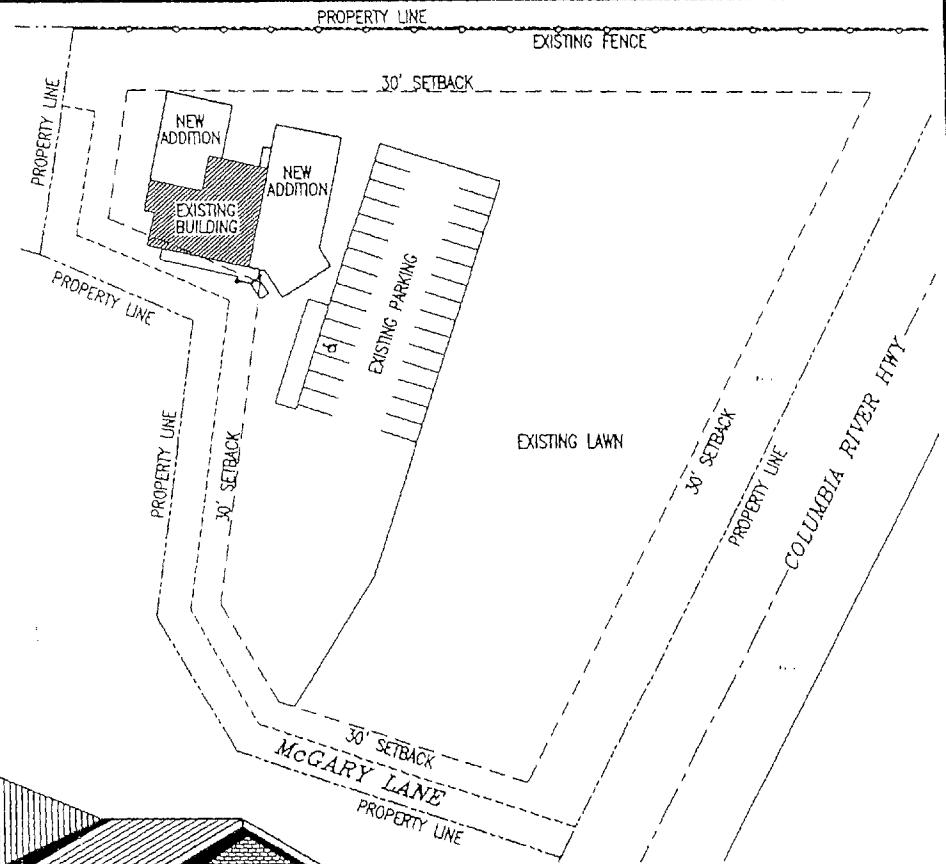 PROPERTY LINE
EXISTING FENCE
30' SETBACK
PROPERTY LINE
NEW
ADDITION
NEW
ADDITION
EXISTING
BUILDING
PROPERTY LINE
EXISTING PARKING
COLUMBIA RIVER HWY
PROPERTY LINE
30' SETBACK
EXISTING LAWN
30' SETBACK
PROPERTY LINE
30' SETBACK
McGARY LANE
PROPERTY LINE